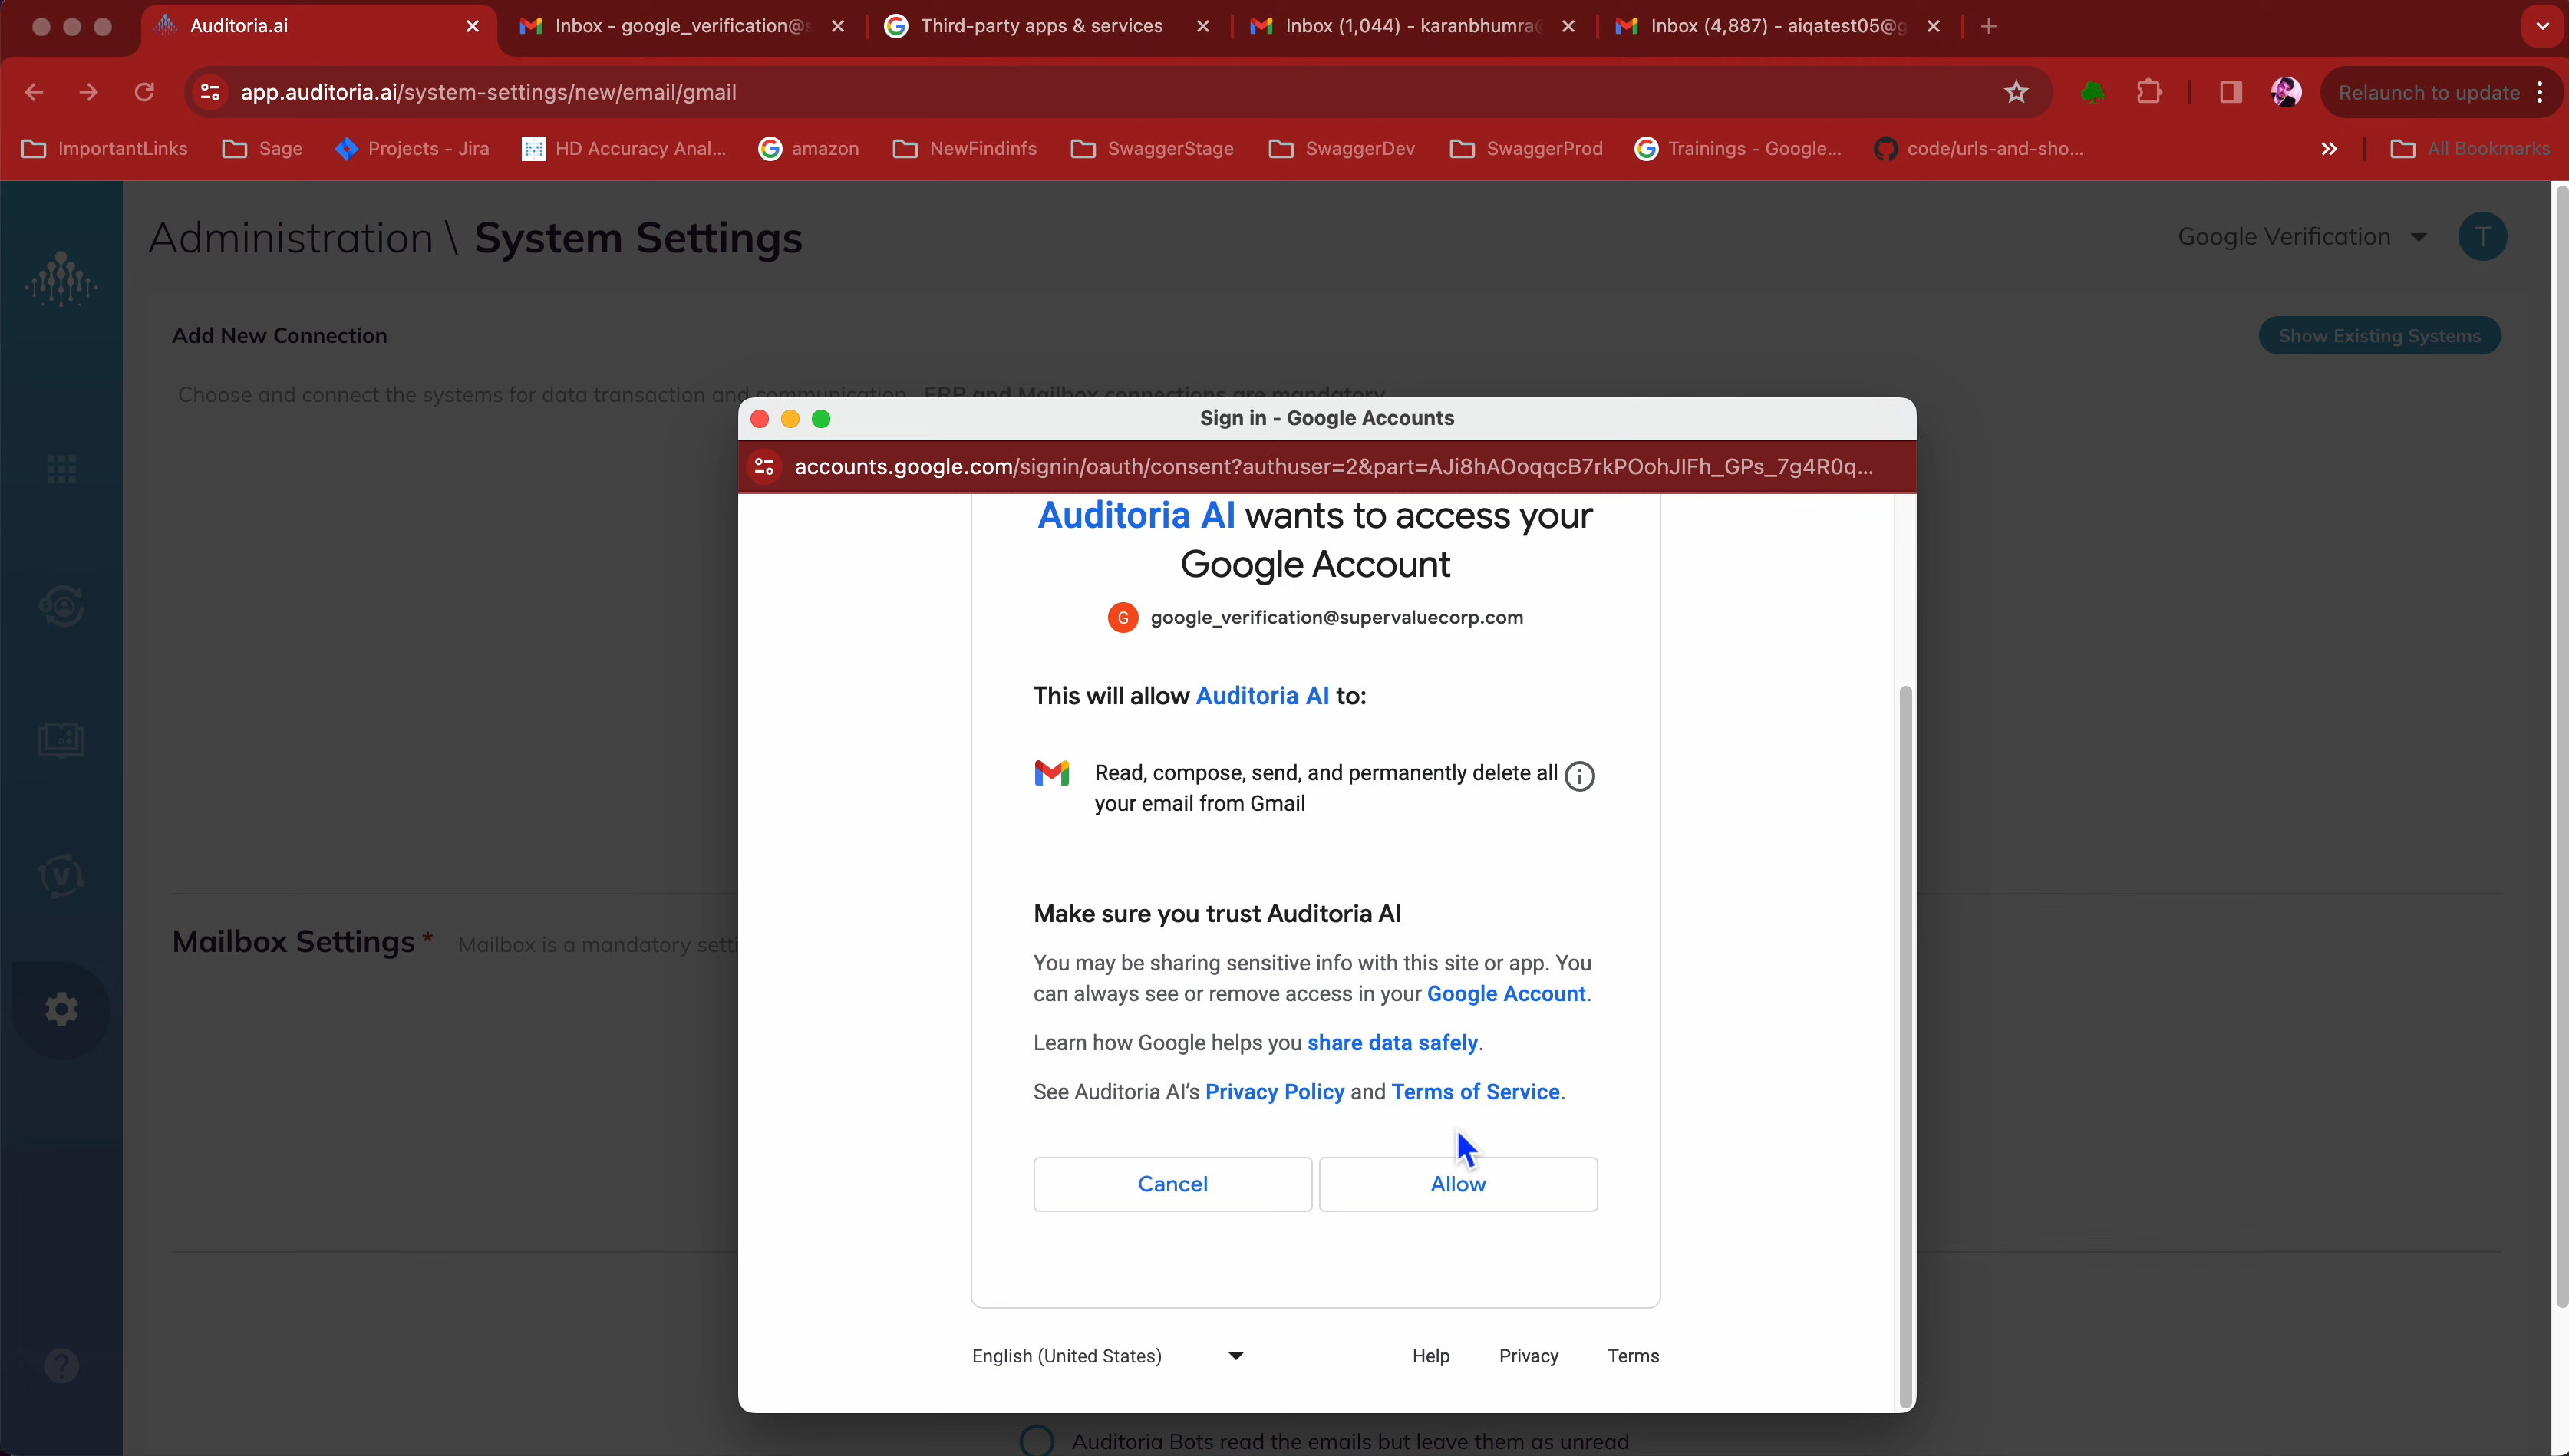 Auditoria.ai
Inbox - google_verification@s
Third-party apps & services
Inbox (1,044) - karanbhumra
Inbox (4,887) - aiqatest05@g
app.auditoria.ai/system-settings/new/email/gmail
Relaunch to update
ImportantLinks
Sage
Projects - Jira
HD Accuracy Anal...
amazon
NewFindinfs
SwaggerStage
SwaggerDev
SwaggerProd
Trainings - Google...
code/urls-and-sho...
All Bookmarks
Administration \ System Settings
Google Verification
T
Add New Connection
Show Existing Systems
Choose and connect the systems for data transaction and communication. ERP and Mailbox connections are mandatory
Sign in - Google Accounts
accounts.google.com/signin/oauth/consent?authuser=2&part=AJi8hAOoqqcB7rkPOohJIFh_GPs_7g4R0q...
Auditoria AI wants to access your
Google Account
G google_verification@supervaluecorp.com
This will allow Auditoria AI to:
Read, compose, send, and permanently delete all
your email from Gmail
Make sure you trust Auditoria AI
You may be sharing sensitive info with this site or app. You
can always see or remove access in your Google Account.
Learn how Google helps you share data safely.
See Auditoria AI's Privacy Policy and Terms of Service.
Cancel
Allow
English (United States)
Help
Privacy
Terms
Mailbox Settings * Mailbox is a mandatory setti
Auditoria Bots read the emails but leave them as unread